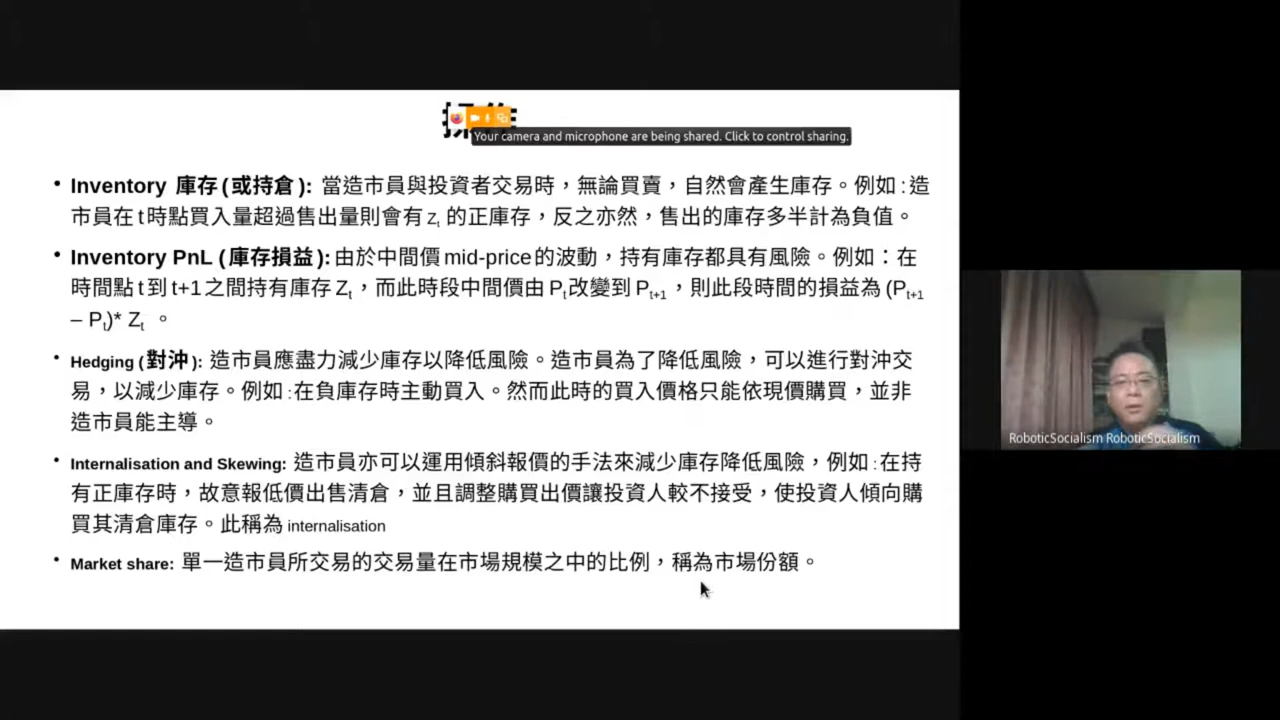 操作
Your camera and microphone are being shared. Click to control sharing.
• Inventory 庫存(或持倉): 當造市員與投資者交易時，無論買賣，自然會產生庫存。例如:造
市員在t時點買入量超過售出量則會有 Zt 的正庫存，反之亦然，售出的庫存多半計為負值。
• Inventory PnL (庫存損益): 由於中間價mid-price的波動，持有庫存都具有風險。例如：在
時間點t到t+1之間持有庫存Zt，而此時段中間價由Pt改變到Pt+1，則此段時間的損益為(Pt+1
– Pt)* Zt 。
• Hedging (對沖): 造市員應盡力減少庫存以降低風險。造市員為了降低風險，可以進行對沖交
易，以減少庫存。例如:在負庫存時主動買入。然而此時的買入價格只能依現價購買，並非
造市員能主導。
• Internalisation and Skewing: 造市員亦可以運用傾斜報價的手法來減少庫存降低風險，例如:在持
有正庫存時，故意報低價出售清倉，並且調整購買出價讓投資人較不接受，使投資人傾向購
買其清倉庫存。此稱為 internalisation
• Market share: 單一造市員所交易的交易量在市場規模之中的比例，稱為市場份額。
RoboticSocialism RoboticSocialism